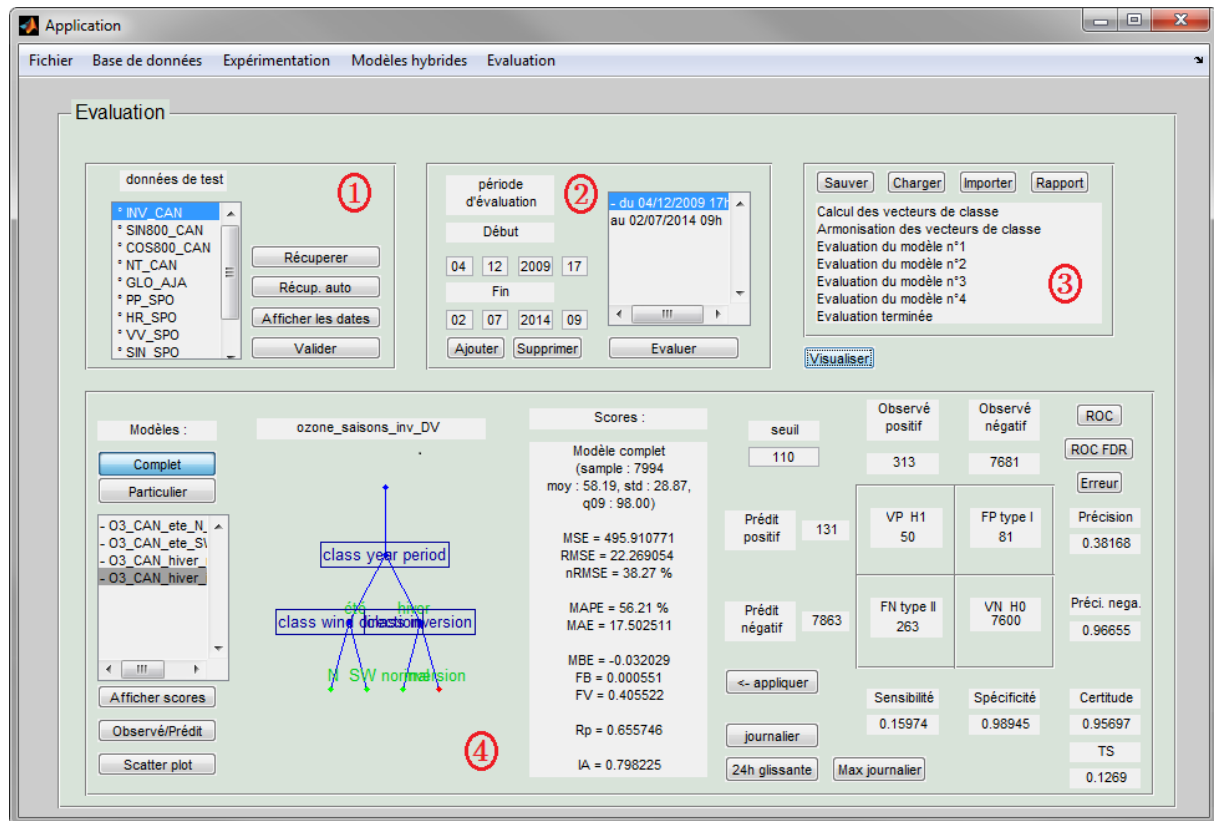 Application
Fichier Base de données Expérimentation Modèles hybrides Evaluation
Evaluation
données de test
° INV_CAN
° SIN800_CAN
° COS800_CAN
° NT_CAN
° GLO_AJA
° PP_SPO
° HR_SPO
° VV_SPO
° SIN_SPO
1
Récuperer
Récup. auto
Afficher les dates
Valider
période
d'évaluation
2
Début
04 12 2009 17
Fin
02 07 2014 09
Ajouter Supprimer
- du 04/12/2009 17h
au 02/07/2014 09h
Evaluer
Sauver Charger Importer Rapport
Calcul des vecteurs de classe
Armonisation des vecteurs de classe
Evaluation du modèle n°1
Evaluation du modèle n°2
Evaluation du modèle n°3
Evaluation du modèle n°4
Evaluation terminée
3
Visualiser
Modèles :
Complet
Particulier
- O3_CAN_ete_N_
- O3_CAN_ete_S
- O3_CAN_hiver_
- O3_CAN_hiver_
Afficher scores
Observé/Prédit
Scatter plot
ozone_saisons_inv_DV
class year period
été hiver
class wind direction
class inversion
N SW normal inversion
4
Scores :
Modèle complet
(sample : 7994
moy : 58.19, std : 28.87,
q09 : 98.00)
MSE = 495.910771
RMSE = 22.269054
nRMSE = 38.27 %
MAPE = 56.21 %
MAE = 17.502511
MBE = -0.032029
FB = 0.000551
FV = 0.405522
Rp = 0.655746
IA = 0.798225
seuil
110
Observé
positif
313
Observé
négatif
7681
ROC
ROC FDR
Erreur
Prédit
positif
131
VP H1
50
FP type I
81
Précision
0.38168
Prédit
négatif
7863
FN type II
263
VN H0
7600
Préci. nega.
0.96655
<- appliquer
journalier
24h glissante
Max journalier
Sensibilité
0.15974
Spécificité
0.98945
Certitude
0.95697
TS
0.1269